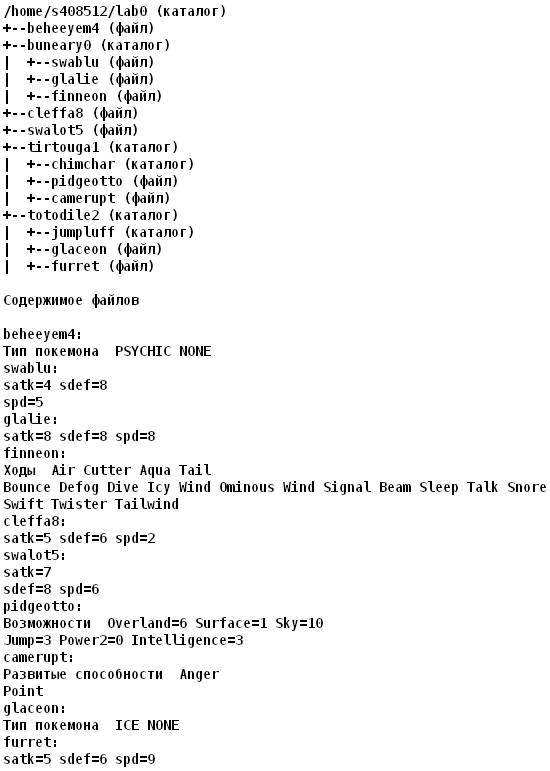 /home/s408512/lab0 (каталог)
+--beheeyem4 (файл)
+--buneary0 (каталог)
|  +--swablu (файл)
|  +--glalie (файл)
|  +--finneon (файл)
+--cleffa8 (файл)
+--swalot5 (файл)
+--tirtouga1 (каталог)
|  +--chimchar (каталог)
|  +--pidgeotto (файл)
|  +--camerupt (файл)
+--totodile2 (каталог)
|  +--jumpluff (каталог)
|  +--glaceon (файл)
|  +--furret (файл)

Содержимое файлов

beheeyem4:
Тип покемона  PSYCHIC NONE
swablu:
satk=4 sdef=8
spd=5
glalie:
satk=8 sdef=8 spd=8
finneon:
Ходы  Air Cutter Aqua Tail
Bounce Defog Dive Icy Wind Ominous Wind Signal Beam Sleep Talk Snore
Swift Twister Tailwind
cleffa8:
satk=5 sdef=6 spd=2
swalot5:
satk=7
sdef=8 spd=6
pidgeotto:
Возможности  Overland=6 Surface=1 Sky=10
Jump=3 Power2=0 Intelligence=3
camerupt:
Развитые способности  Anger
Point
glaceon:
Тип покемона  ICE NONE
furret:
satk=5 sdef=6 spd=9